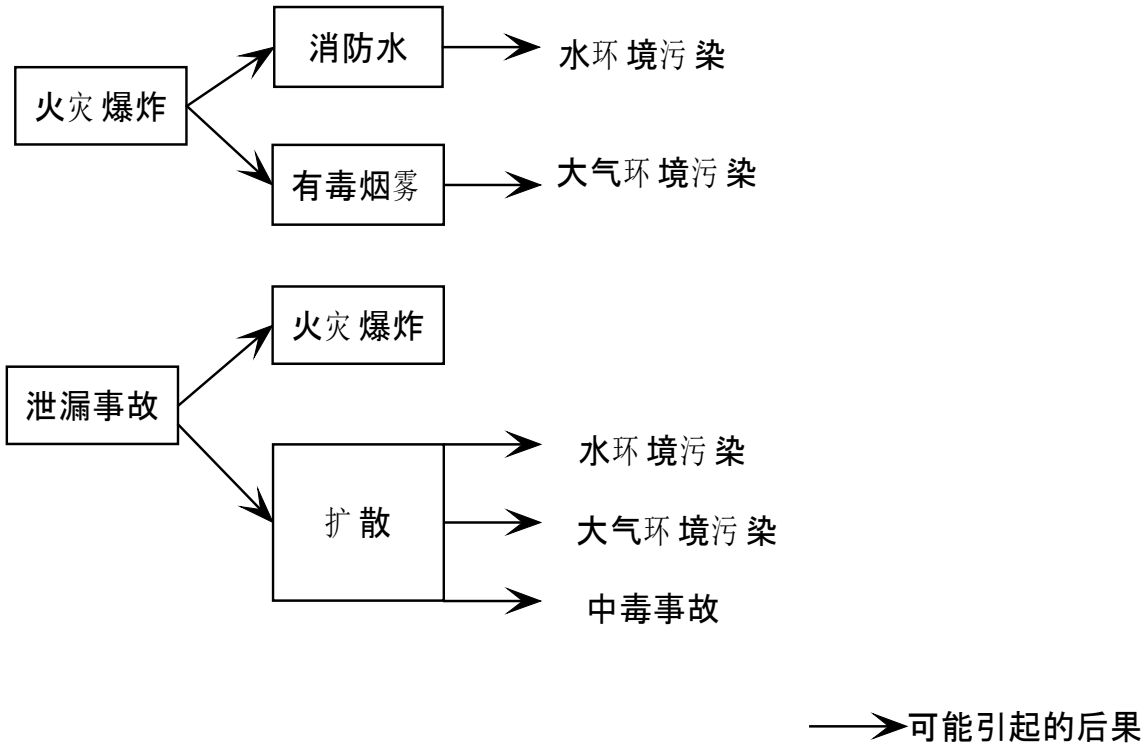 消防水
水环境污染
火灾爆炸
有毒烟雾
大气环境污染
火灾爆炸
泄漏事故
水环境污染
扩散
大气环境污染
中毒事故
可能引起的后果